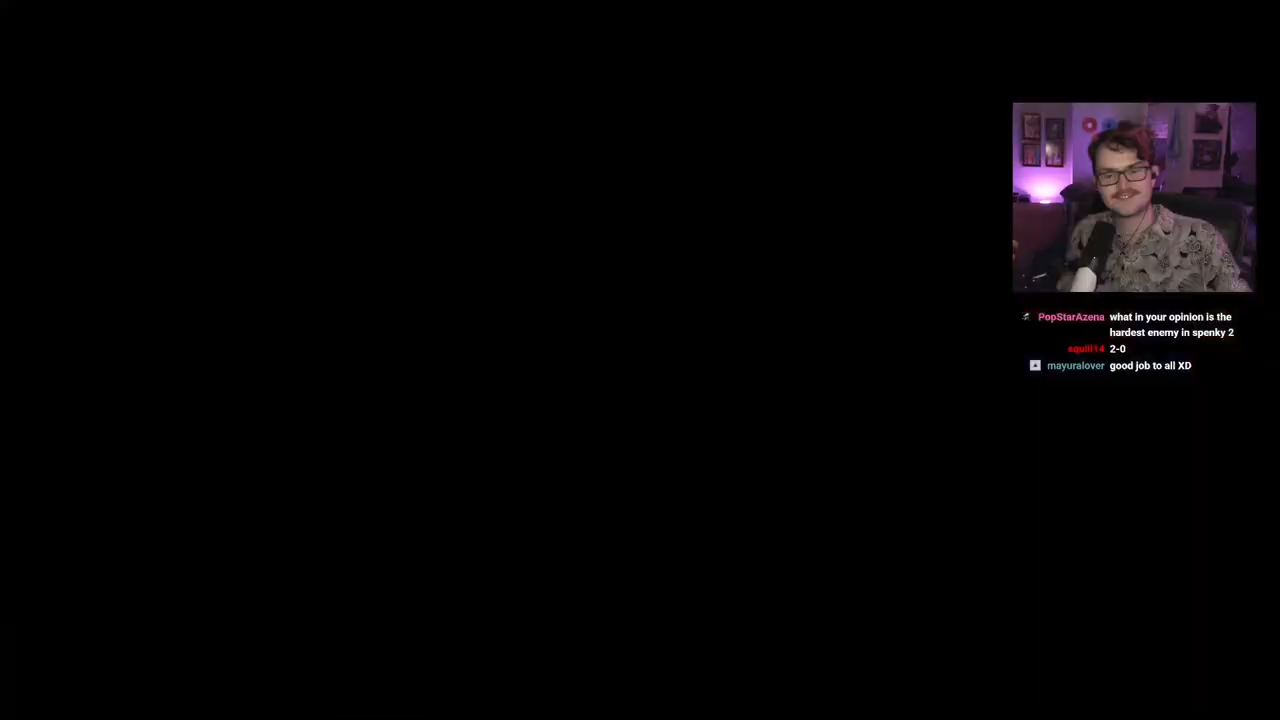 PopStarAzena what in your opinion is the
hardest enemy in spenky 2
squill14 2-0
mayuralover good job to all XD